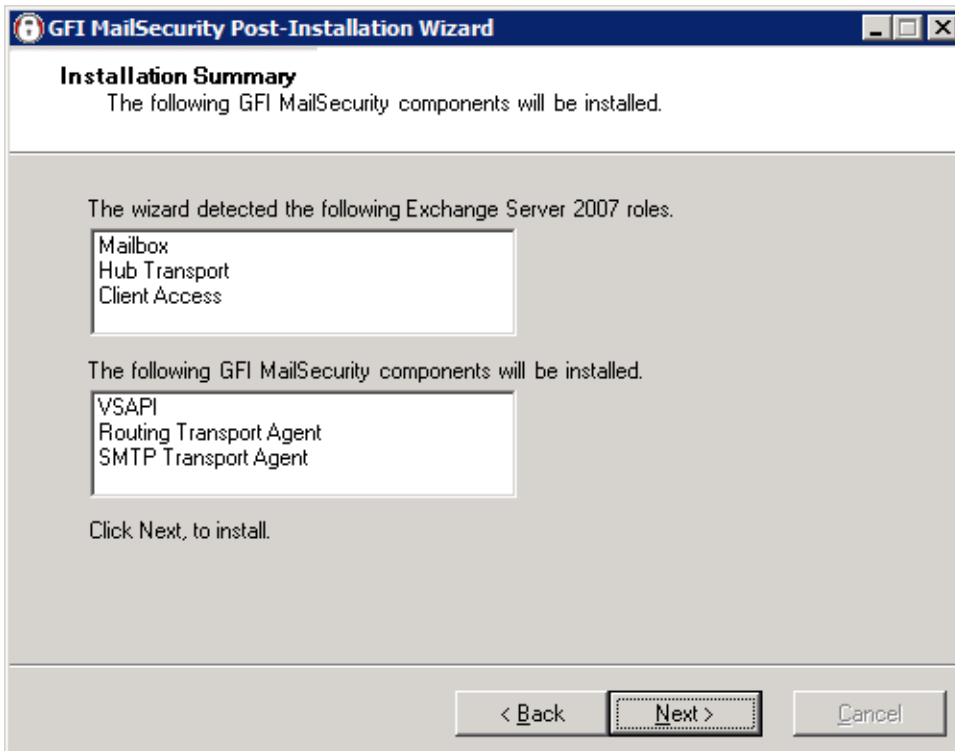 GFI MailSecurity Post-Installation Wizard
Installation Summary
The following GFI MailSecurity components will be installed.
The wizard detected the following Exchange Server 2007 roles.
Mailbox
Hub Transport
Client Access
The following GFI MailSecurity components will be installed.
VSAPI
Routing Transport Agent
SMTP Transport Agent
Click Next, to install.
< Back
Next >
Cancel